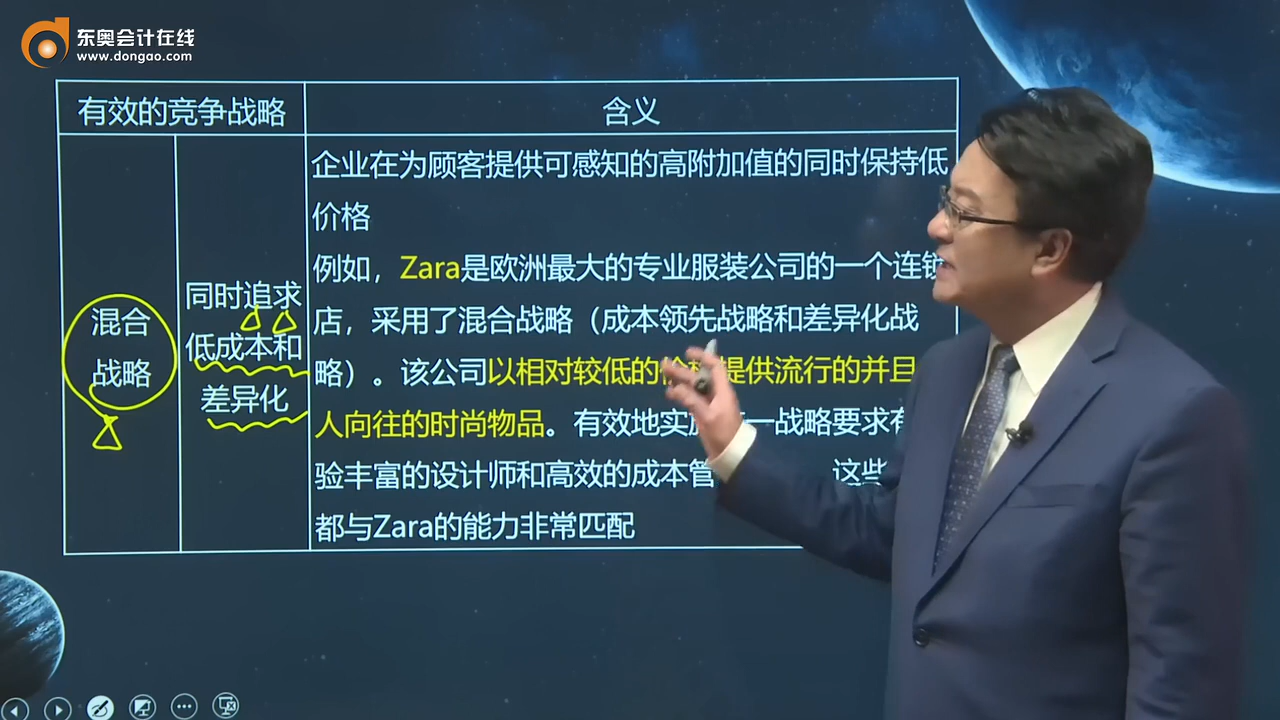 东奥会计在线
www.dongao.com
有效的竞争战略
含义
混合
战略
同时追求
低成本和
差异化
企业在为顾客提供可感知的高附加值的同时保持低
价格
例如，Zara是欧洲最大的专业服装公司的一个连锁
店，采用了混合战略（成本领先战略和差异化战
略）。该公司以相对较低的价格提供流行的并且
人向往的时尚物品。有效地实施 一战略要求有
验丰富的设计师和高效的成本管 这些
都与Zara的能力非常匹配